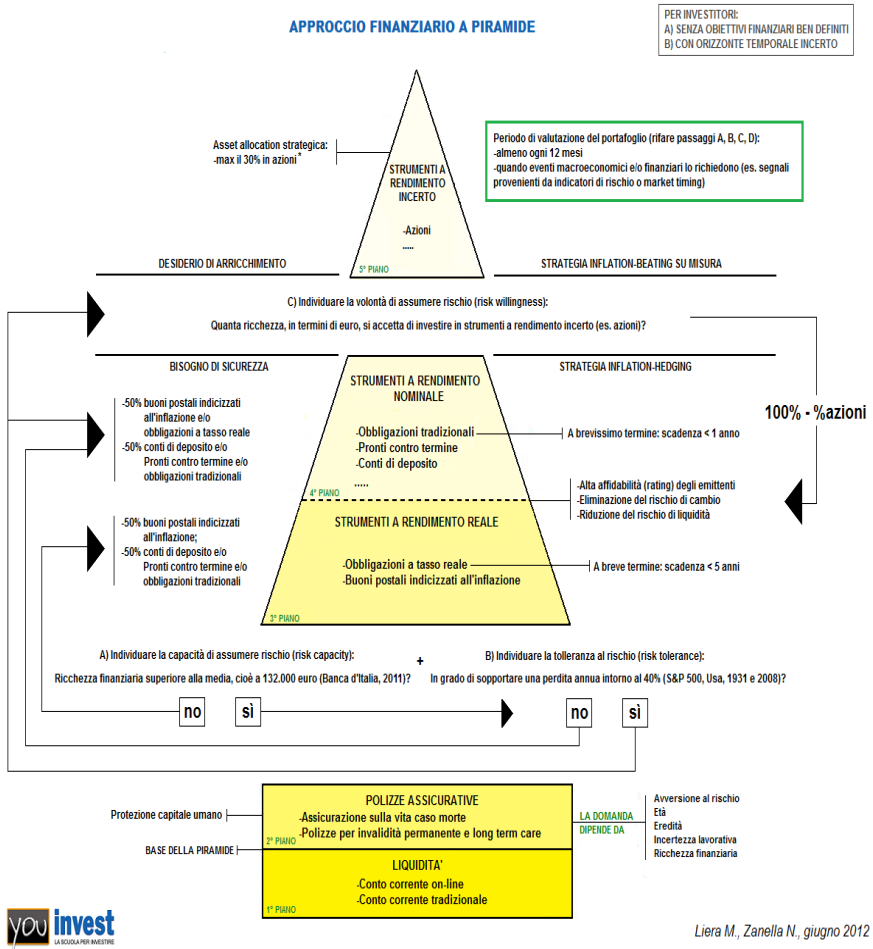 APPROCCIO FINANZIARIO A PIRAMIDE
PER INVESTITORI:
A) SENZA OBIETTIVI FINANZIARI BEN DEFINITI
B) CON ORIZZONTE TEMPORALE INCERTO
Asset allocation strategica:
-max il 30% in azioni*
STRUMENTI A
RENDIMENTO
INCERTO
-Azioni
.....
5° PIANO
Periodo di valutazione del portafoglio (rifare passaggi A, B, C, D):
-almeno ogni 12 mesi
-quando eventi macroeconomici e/o finanziari lo richiedono (es. segnali
provenienti da indicatori di rischio o market timing)
DESIDERIO DI ARRICCHIMENTO
STRATEGIA INFLATION-BEATING SU MISURA
C) Individuare la volontà di assumere rischio (risk willingness):
Quanta ricchezza, in termini di euro, si accetta di investire in strumenti a rendimento incerto (es. azioni)?
BISOGNO DI SICUREZZA
STRATEGIA INFLATION-HEDGING
-50% buoni postali indicizzati
all'inflazione e/o
obbligazioni a tasso reale
-50% conti di deposito e/o
Pronti contro termine e/o
obbligazioni tradizionali
STRUMENTI A RENDIMENTO
NOMINALE
-Obbligazioni tradizionali
-Pronti contro termine
-Conti di deposito
.....
4° PIANO
A brevissimo termine: scadenza < 1 anno
100% - %azioni
-Alta affidabilità (rating) degli emittenti
-Eliminazione del rischio di cambio
-Riduzione del rischio di liquidità
-50% buoni postali indicizzati
all'inflazione;
-50% conti di deposito e/o
Pronti contro termine e/o
obbligazioni tradizionali
STRUMENTI A RENDIMENTO REALE
-Obbligazioni a tasso reale
-Buoni postali indicizzati all'inflazione
3° PIANO
A breve termine: scadenza < 5 anni
A) Individuare la capacità di assumere rischio (risk capacity):
Ricchezza finanziaria superiore alla media, cioè a 132.000 euro (Banca d'Italia, 2011)?
no
sì
+
B) Individuare la tolleranza al rischio (risk tolerance):
In grado di sopportare una perdita annua intorno al 40% (S&P 500, Usa, 1931 e 2008)?
no
sì
Protezione capitale umano
POLIZZE ASSICURATIVE
-Assicurazione sulla vita caso morte
-Polizze per invalidità permanente e long term care
2° PIANO
LA DOMANDA
DIPENDE DA
Avversione al rischio
Età
Eredità
Incertezza lavorativa
Ricchezza finanziaria
BASE DELLA PIRAMIDE
LIQUIDITA'
-Conto corrente on-line
-Conto corrente tradizionale
1° PIANO
you invest
LA SCUOLA PER INVESTIRE
Liera M., Zanella N., giugno 2012